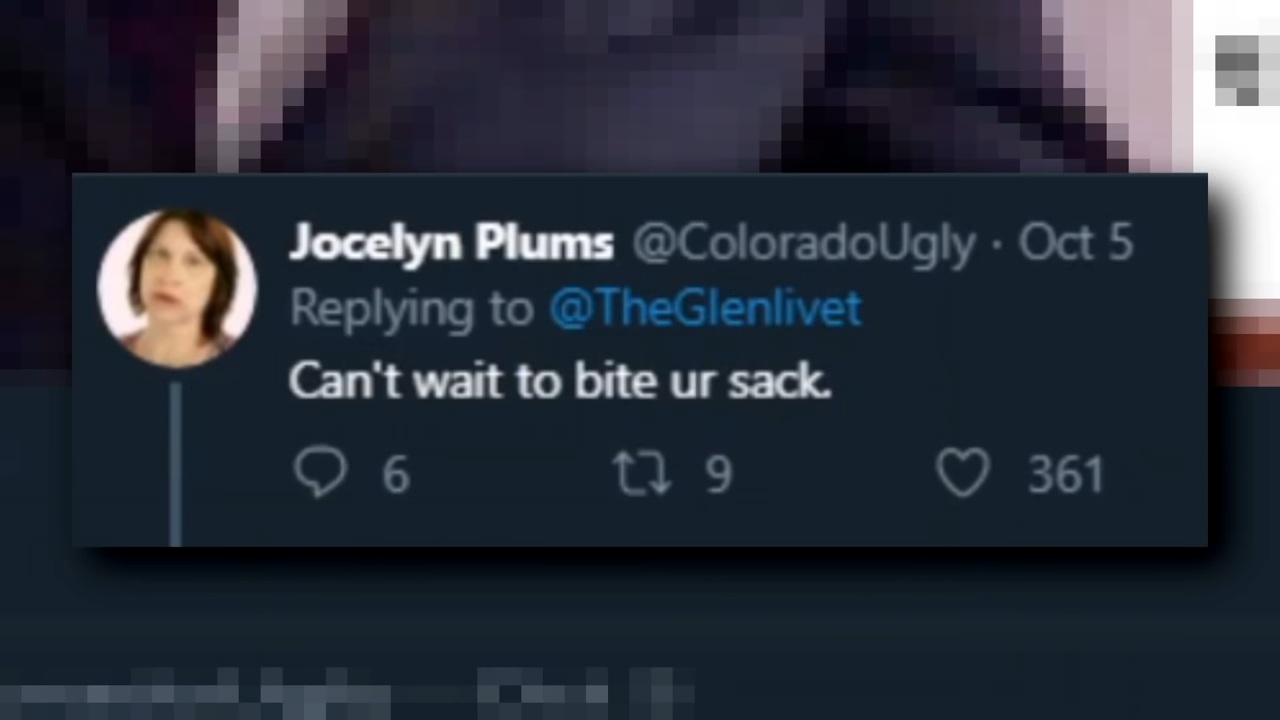 Jocelyn Plums @ColoradoUgly · Oct 5
Replying to @TheGlenlivet
Can't wait to bite ur sack.
6 9 361